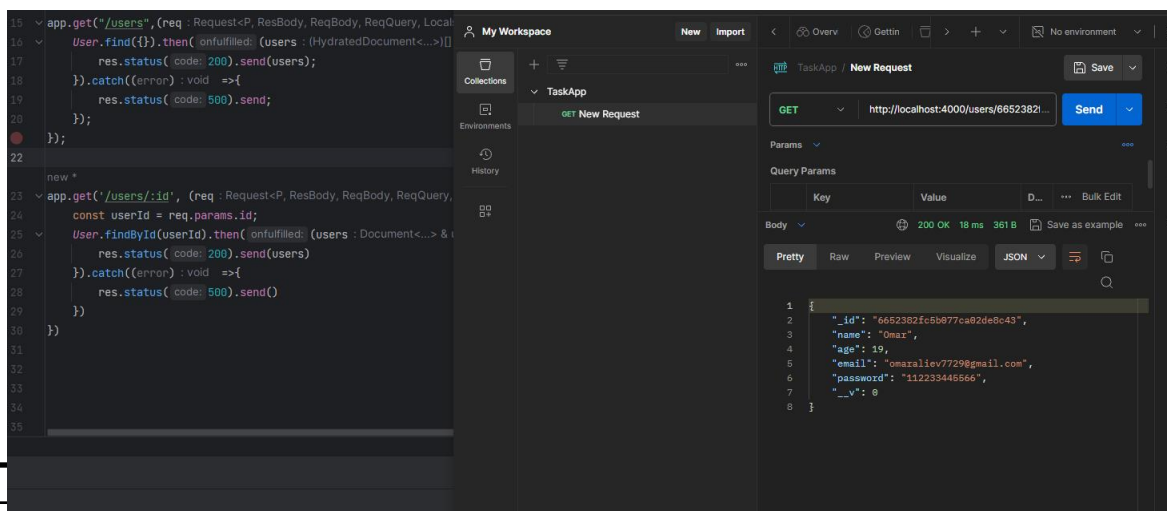 15 app.get("/users",(req : Request<P, ResBody, ReqBody, ReqQuery, Local
16 User.find({}).then( onfulfilled: (users : (HydratedDocument<...>)[]
17 res.status( code: 200).send(users);
18 }).catch((error) : void =>{
19 res.status( code: 500).send;
20 });
});
22
new *
23 app.get('/users/:id', (req : Request<P, ResBody, ReqBody, ReqQuery,
24 const userId = req.params.id;
25 User.findById(userId).then( onfulfilled: (users : Document<...> &
26 res.status( code: 200).send(users)
27 }).catch((error) : void =>{
28 res.status( code: 500).send()
29 })
30 })
31
32
33
34
35
My Workspace
New Import
Collections
Environments
History
TaskApp
GET New Request
Overv Gettin No environment
HTTP TaskApp / New Request Save
GET http://localhost:4000/users/6652382f... Send
Params
Query Params
Key Value D... Bulk Edit
Body 200 OK 18 ms 361 B Save as example
Pretty Raw Preview Visualize JSON
1 {
2 "_id": "6652382fc5b077ca02de8c43",
3 "name": "Omar",
4 "age": 19,
5 "email": "omaraliev7729@gmail.com",
6 "password": "112233445566",
7 "__v": 0
8 }